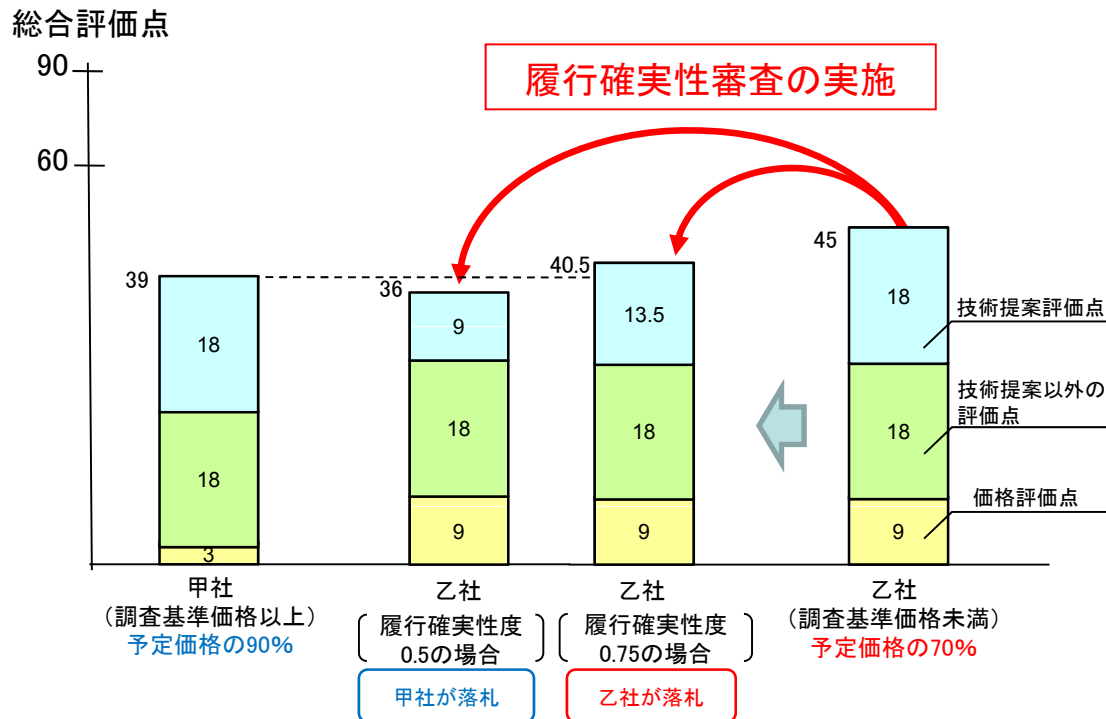 総合評価点
90
60
履行確実性審査の実施
39
18
18
3
36
9
18
9
40.5
13.5
18
9
45
18
18
9
技術提案評価点
技術提案以外の
評価点
価格評価点
甲社
（調査基準価格以上）
予定価格の90%
乙社
履行確実性度
0.5の場合
甲社が落札
乙社
履行確実性度
0.75の場合
乙社が落札
乙社
（調査基準価格未満）
予定価格の70%